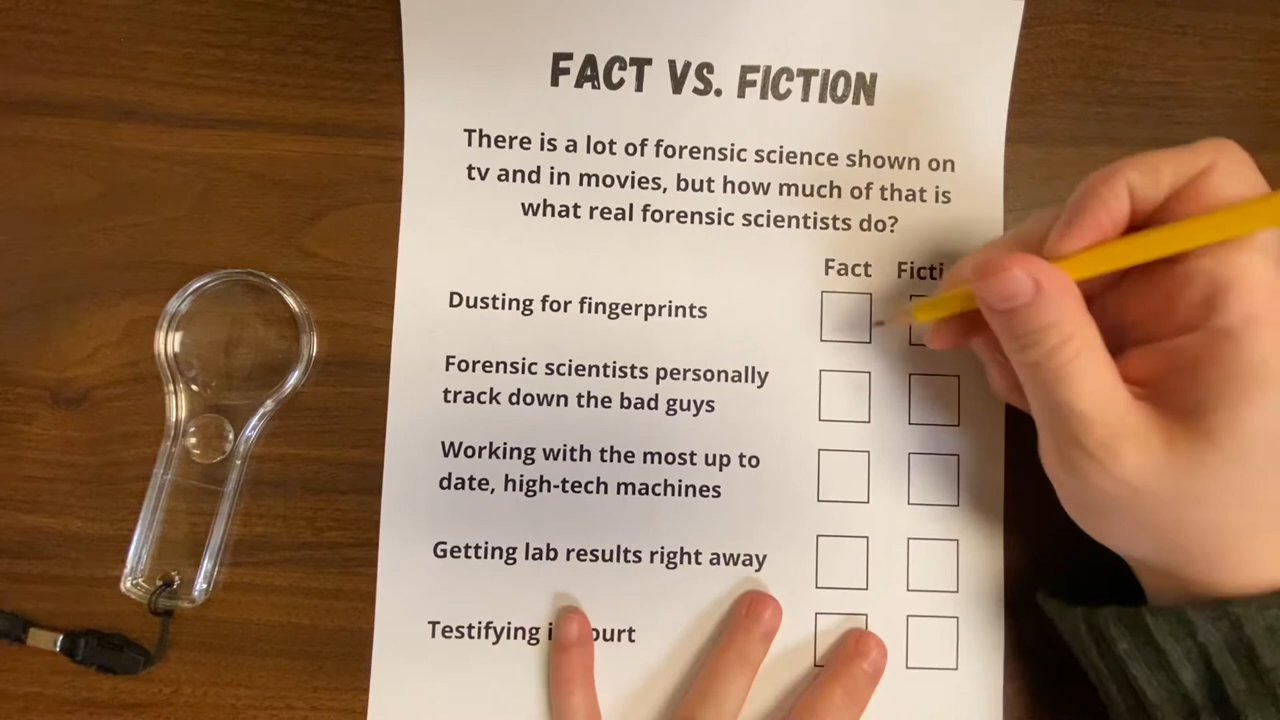 FACT VS. FICTION
There is a lot of forensic science shown on
tv and in movies, but how much of that is
what real forensic scientists do?
Fact Ficti
Dusting for fingerprints
Forensic scientists personally
track down the bad guys
Working with the most up to
date, high-tech machines
Getting lab results right away
Testifying i ourt